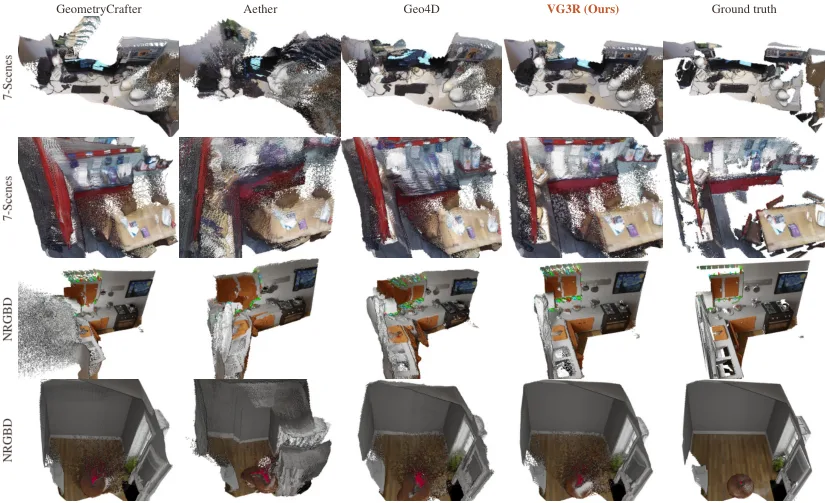 GeometryCrafter Aether Geo4D VG3R (Ours) Ground truth
7-Scenes
7-Scenes
NRGBD
NRGBD